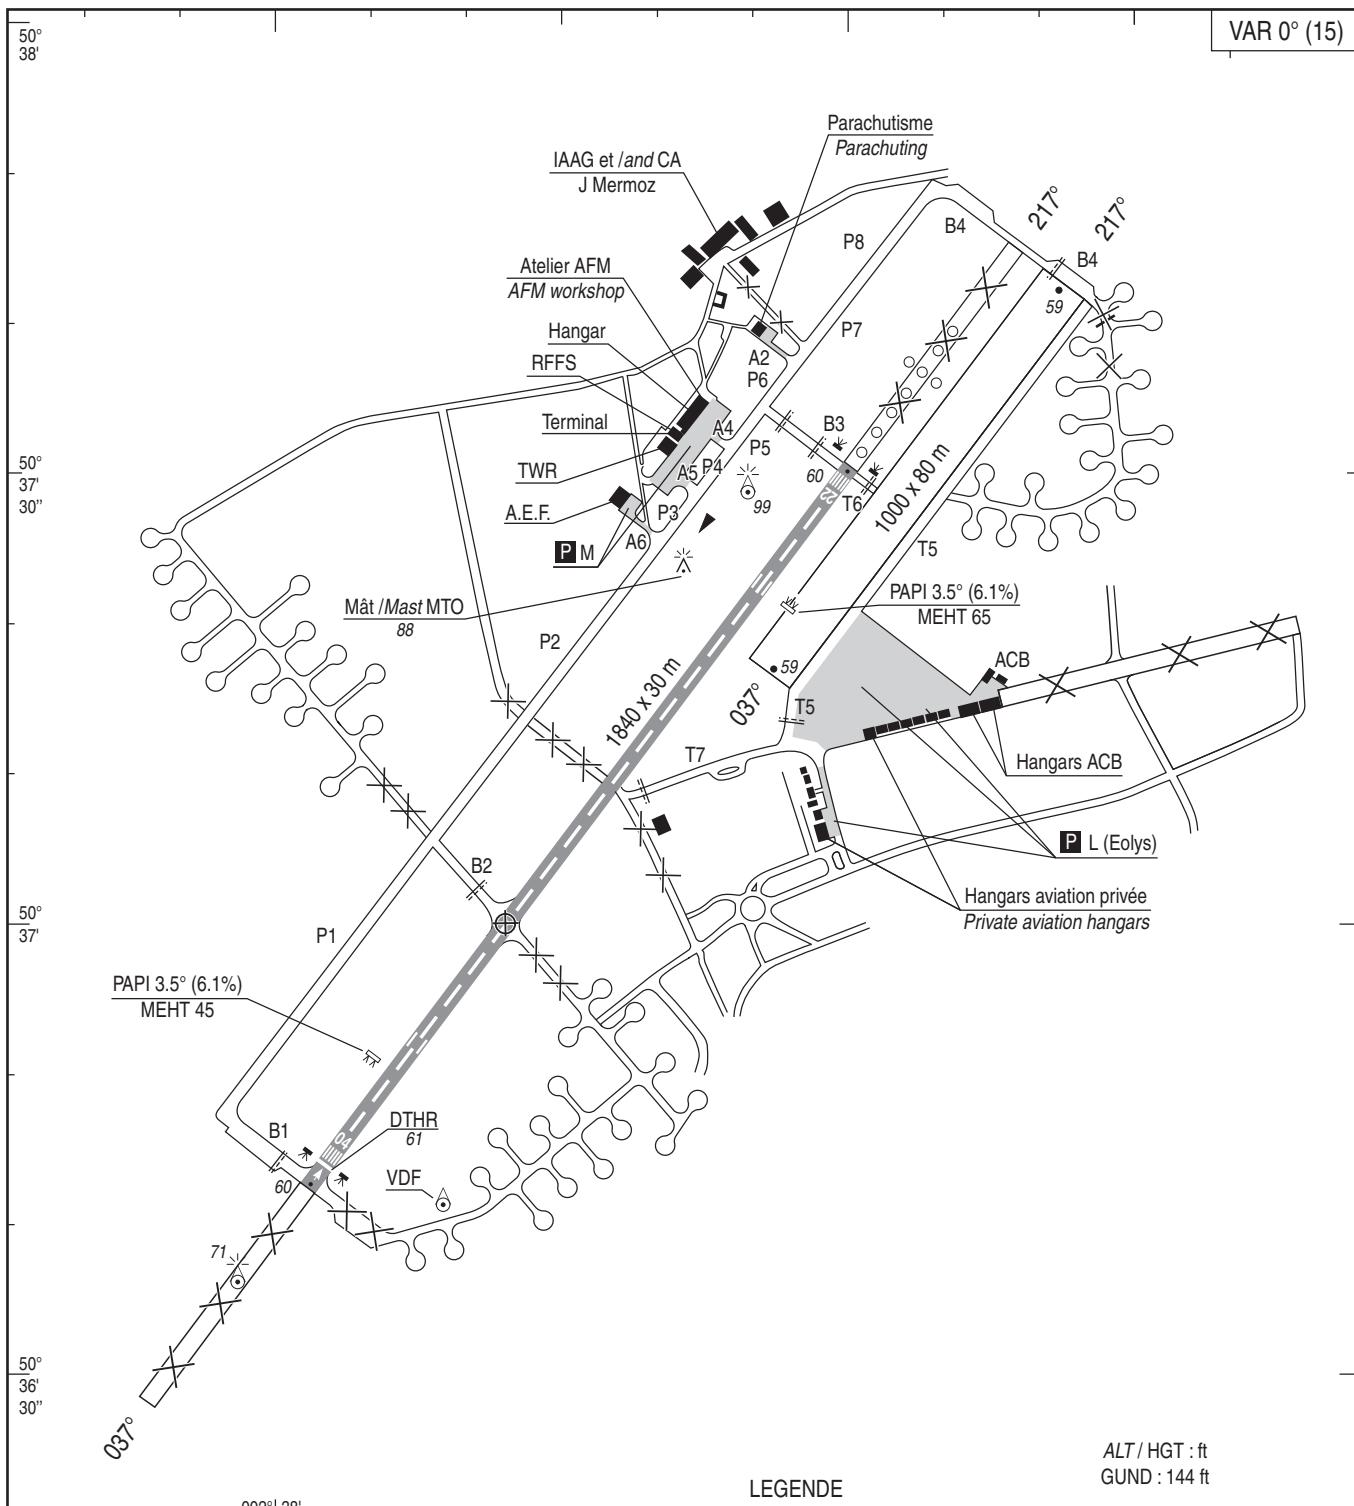 50°
38'
VAR 0° (15)
Parachutisme
Parachuting
IAAG et /and CA
J Mermoz
217°
217°
P8
B4
B4
Atelier AFM
AFM workshop
59
Hangar
P7
RFFS
A2
P6
Terminal
A4
B3
P5
TWR
A5
P4
60
50°
37'
30"
22
T6
1000 x 80 m
99
A.E.F.
P3
A6
T5
P M
PAPI 3.5° (6.1%)
MEHT 65
Mât /Mast MTO
88
P2
59
ACB
1840 x 30 m
037°
T5
T7
Hangars ACB
P L (Eolys)
B2
Hangars aviation privée
Private aviation hangars
50°
37'
P1
PAPI 3.5° (6.1%)
MEHT 45
DTHR
61
B1
04
60
VDF
71
50°
36'
30"
037°
ALT / HGT : ft
GUND : 144 ft
LEGENDE